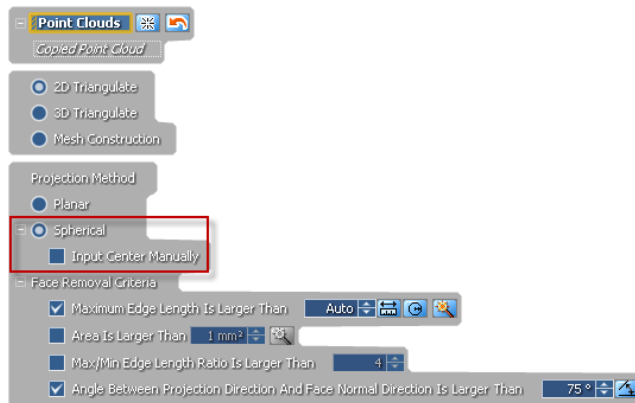 Point Clouds
Copied Point Cloud
2D Triangulate
3D Triangulate
Mesh Construction
Projection Method
Planar
Spherical
Input Center Manually
Face Removal Criteria
Maximum Edge Length Is Larger Than Auto
Area Is Larger Than 1 mm²
Max/Min Edge Length Ratio Is Larger Than 4
Angle Between Projection Direction And Face Normal Direction Is Larger Than 75 °